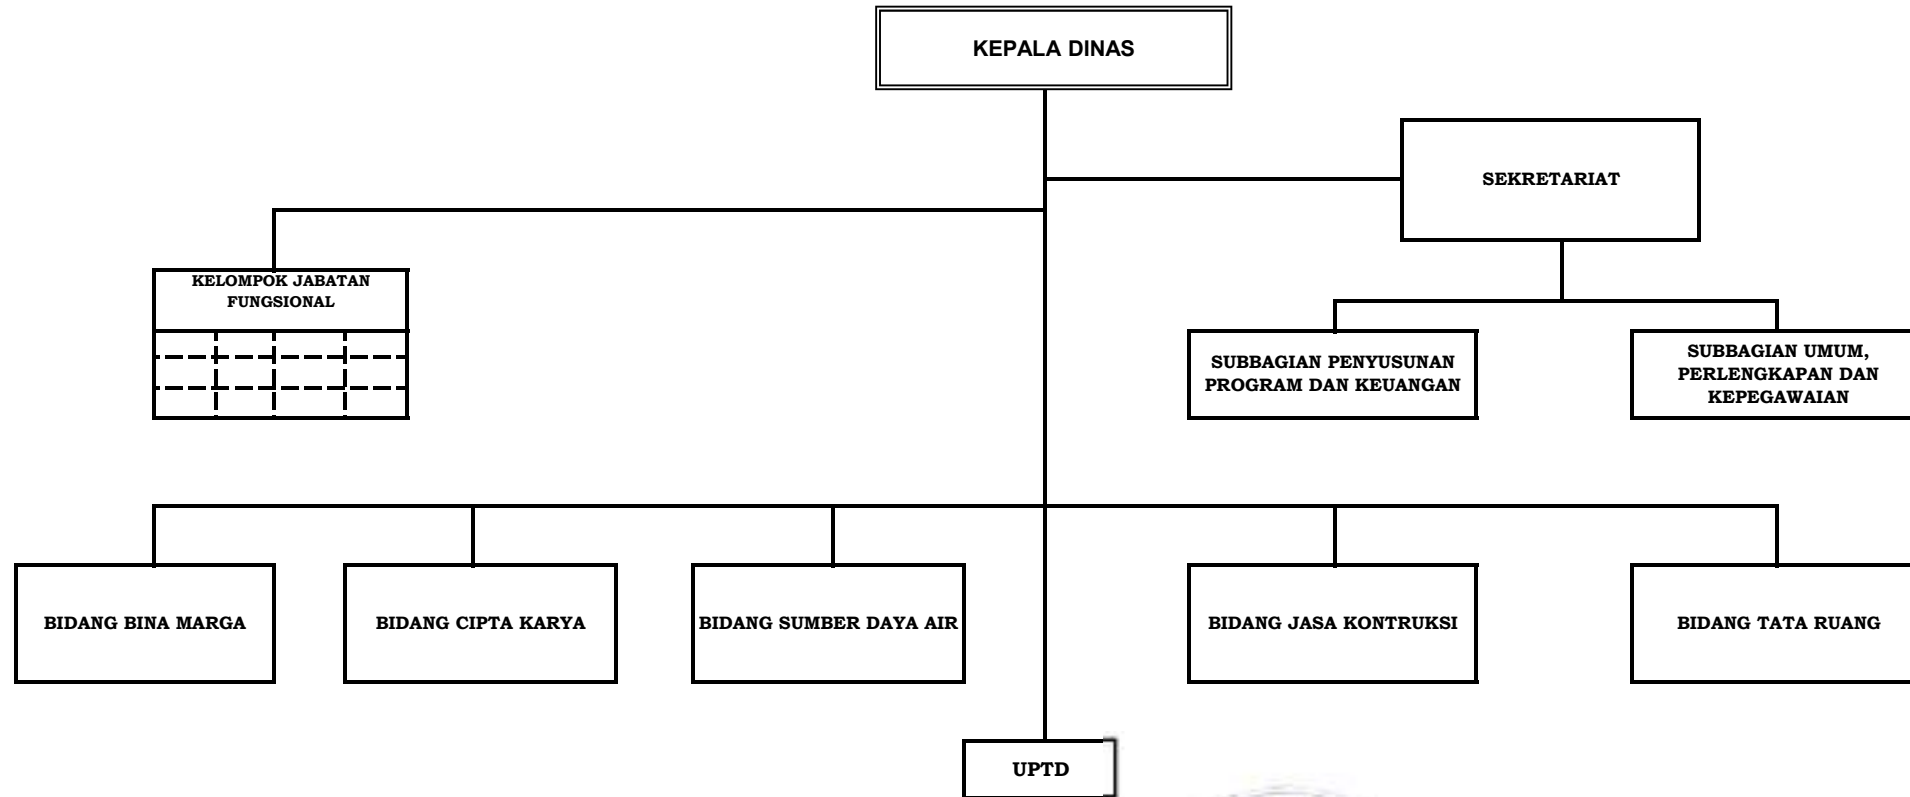 KEPALA DINAS
SEKRETARIAT
KELOMPOK JABATAN
FUNGSIONAL
SUBBAGIAN PENYUSUNAN
PROGRAM DAN KEUANGAN
SUBBAGIAN UMUM,
PERLENGKAPAN DAN
KEPEGAWAIAN
BIDANG BINA MARGA
BIDANG CIPTA KARYA
BIDANG SUMBER DAYA AIR
BIDANG JASA KONTRUKSI
BIDANG TATA RUANG
UPTD